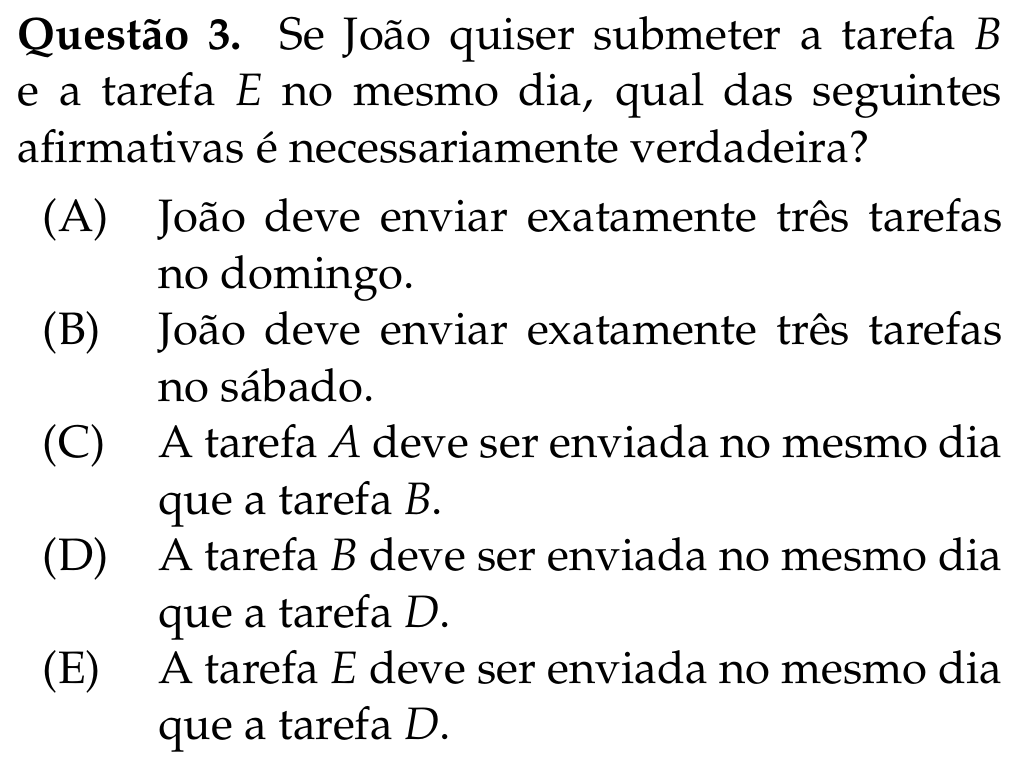 Questão 3. Se João quiser submeter a tarefa B
e a tarefa E no mesmo dia, qual das seguintes
afirmativas é necessariamente verdadeira?
(A) João deve enviar exatamente três tarefas
no domingo.
(B) João deve enviar exatamente três tarefas
no sábado.
(C) A tarefa A deve ser enviada no mesmo dia
que a tarefa B.
(D) A tarefa B deve ser enviada no mesmo dia
que a tarefa D.
(E) A tarefa E deve ser enviada no mesmo dia
que a tarefa D.